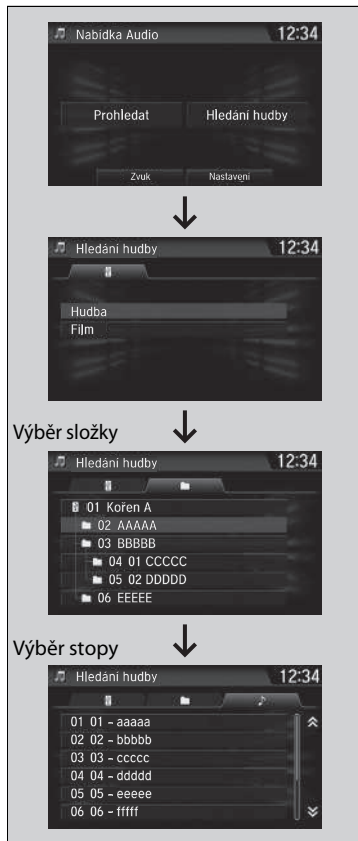 Nabídka Audio 12:34
Prohledat Hledání hudby
Zvuk Nastavení
Hledání hudby 12:34
Hudba
Film
Výběr složky
Hledání hudby 12:34
01 Kořen A
02 AAAAA
03 BBBBB
04 01 CCCCC
05 02 DDDDD
06 EEEEE
Výběr stopy
Hledání hudby 12:34
01 01 – aaaaa
02 02 – bbbbb
03 03 – ccccc
04 04 – ddddd
05 05 – eeeee
06 06 – fffff